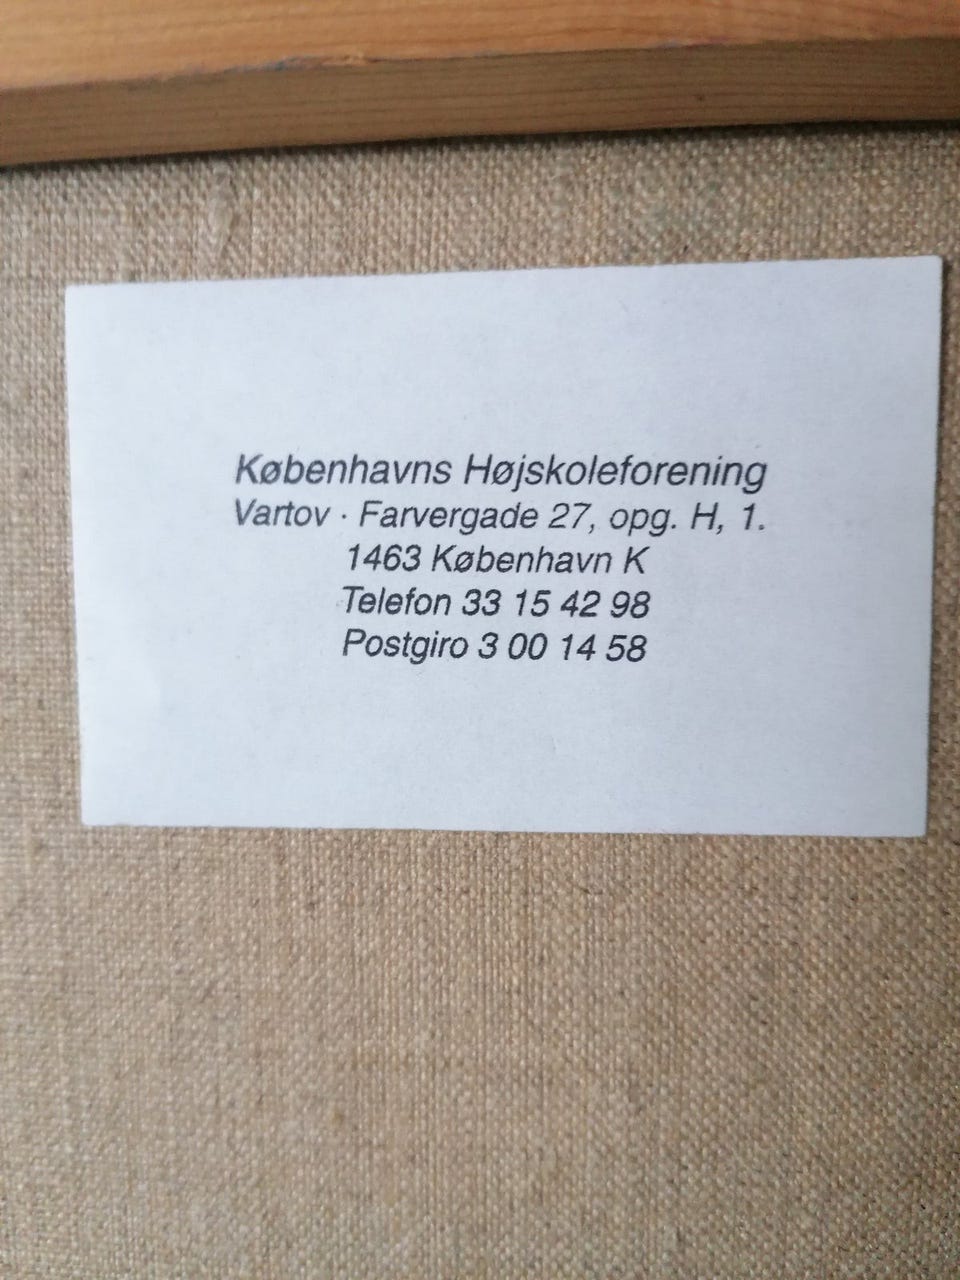 Københavns Højskoleforening
Vartov · Farvergade 27, opg. H, 1.
1463 København K
Telefon 33 15 42 98
Postgiro 3 00 14 58